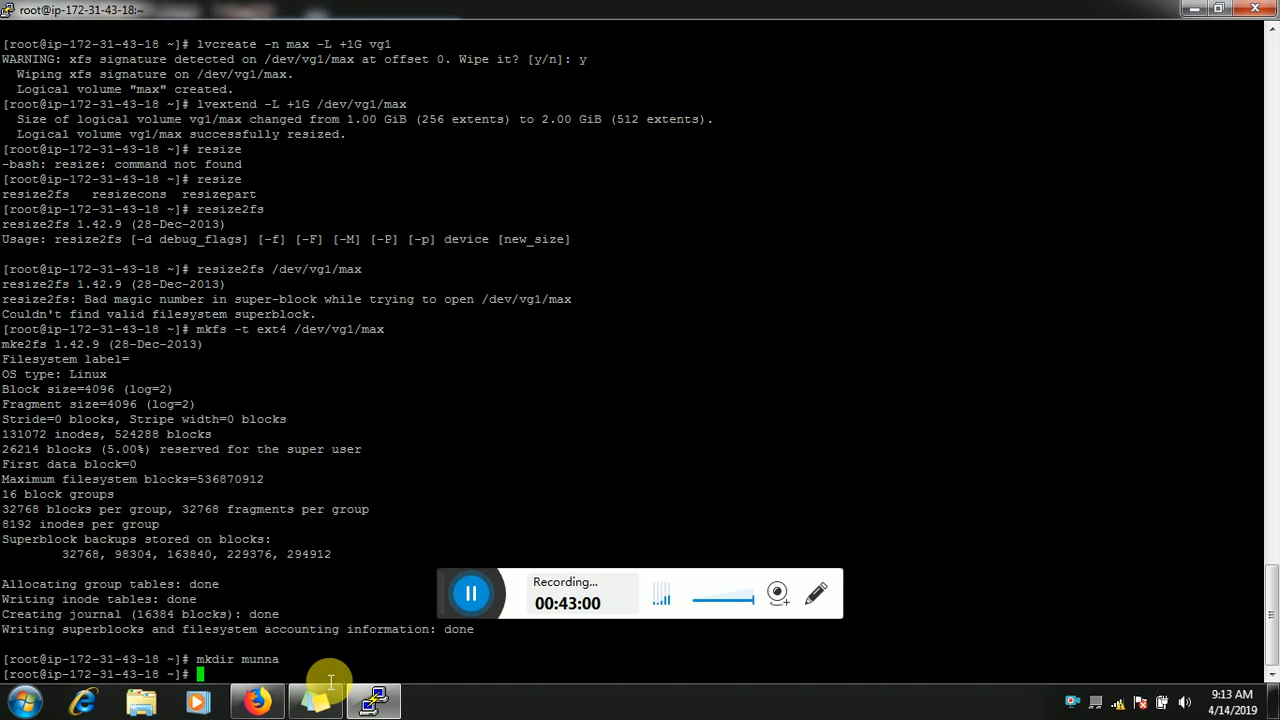 root@ip-172-31-43-18:~
[root@ip-172-31-43-18 ~]# lvcreate -n max -L +1G vg1
WARNING: xfs signature detected on /dev/vg1/max at offset 0. Wipe it? [y/n]: y
  Wiping xfs signature on /dev/vg1/max.
  Logical volume "max" created.
[root@ip-172-31-43-18 ~]# lvextend -L +1G /dev/vg1/max
  Size of logical volume vg1/max changed from 1.00 GiB (256 extents) to 2.00 GiB (512 extents).
  Logical volume vg1/max successfully resized.
[root@ip-172-31-43-18 ~]# resize
-bash: resize: command not found
[root@ip-172-31-43-18 ~]# resize
resize2fs   resizecons  resizepart
[root@ip-172-31-43-18 ~]# resize2fs
resize2fs 1.42.9 (28-Dec-2013)
Usage: resize2fs [-d debug_flags] [-f] [-F] [-M] [-P] [-p] device [new_size]
[root@ip-172-31-43-18 ~]# resize2fs /dev/vg1/max
resize2fs 1.42.9 (28-Dec-2013)
resize2fs: Bad magic number in super-block while trying to open /dev/vg1/max
Couldn't find valid filesystem superblock.
[root@ip-172-31-43-18 ~]# mkfs -t ext4 /dev/vg1/max
mke2fs 1.42.9 (28-Dec-2013)
Filesystem label=
OS type: Linux
Block size=4096 (log=2)
Fragment size=4096 (log=2)
Stride=0 blocks, Stripe width=0 blocks
131072 inodes, 524288 blocks
26214 blocks (5.00%) reserved for the super user
First data block=0
Maximum filesystem blocks=536870912
16 block groups
32768 blocks per group, 32768 fragments per group
8192 inodes per group
Superblock backups stored on blocks:
        32768, 98304, 163840, 229376, 294912
Allocating group tables: done
Writing inode tables: done
Creating journal (16384 blocks): done
Writing superblocks and filesystem accounting information: done
[root@ip-172-31-43-18 ~]# mkdir munna
[root@ip-172-31-43-18 ~]#
Recording...
00:43:00
9:13 AM
4/14/2019